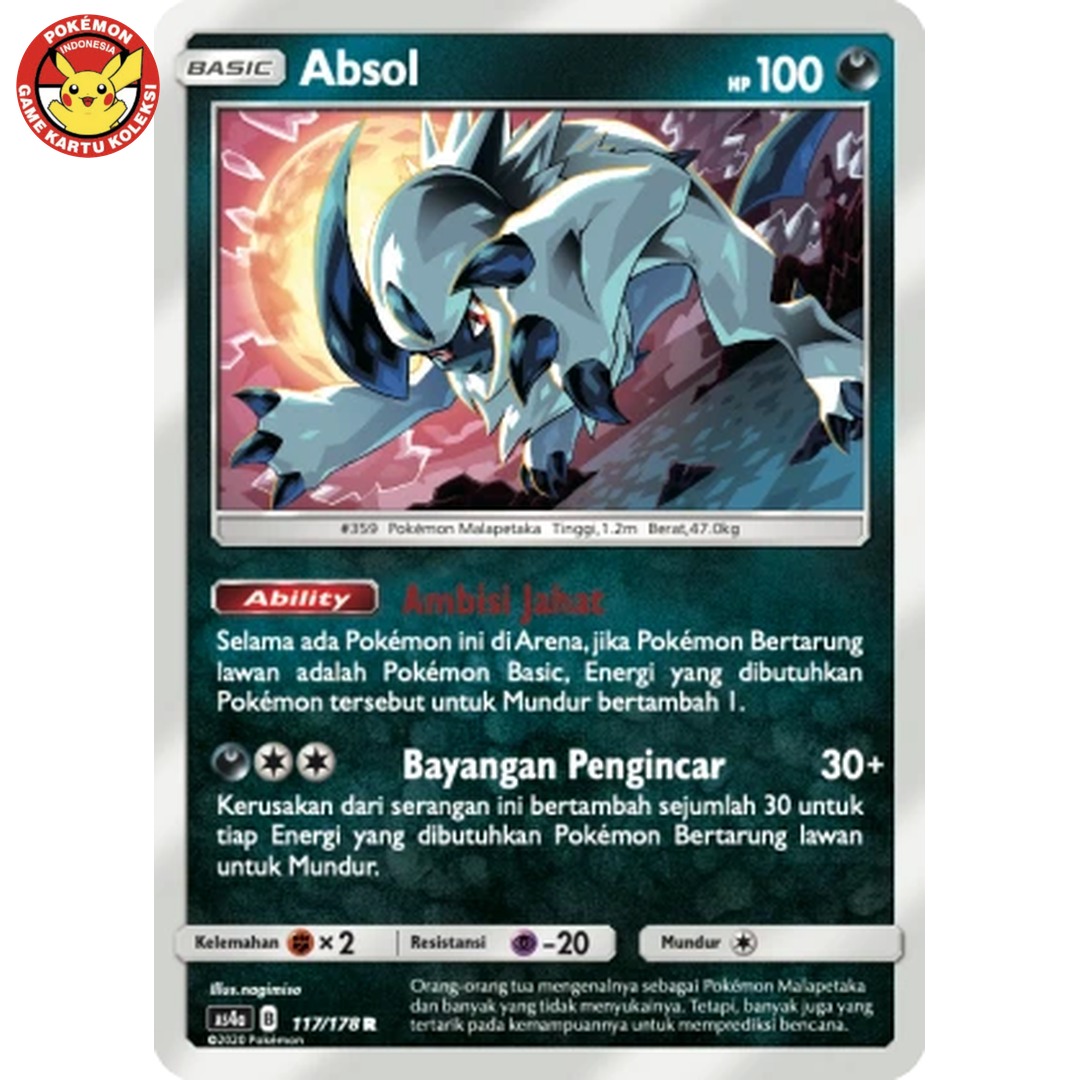 POKÉMON
INDONESIA
GAME KARTU KOLEKSI
BASIC Absol HP 100
#359 Pokémon Malapetaka Tinggi,1.2m Berat,47.0kg
Ability Ambisi Jahat
Selama ada Pokémon ini di Arena, jika Pokémon Bertarung
lawan adalah Pokémon Basic, Energi yang dibutuhkan
Pokémon tersebut untuk Mundur bertambah 1.
Bayangan Pengincar 30+
Kerusakan dari serangan ini bertambah sejumlah 30 untuk
tiap Energi yang dibutuhkan Pokémon Bertarung lawan
untuk Mundur.
Kelemahan ×2 Resistansi -20 Mundur
Illus.nagimiso
Orang-orang tua mengenalnya sebagai Pokémon Malapetaka
dan banyak yang tidak menyukainya. Tetapi, banyak juga yang
tertarik pada kemampuannya untuk memprediksi bencana.
AS4a B 117/178 R
©2020 Pokémon